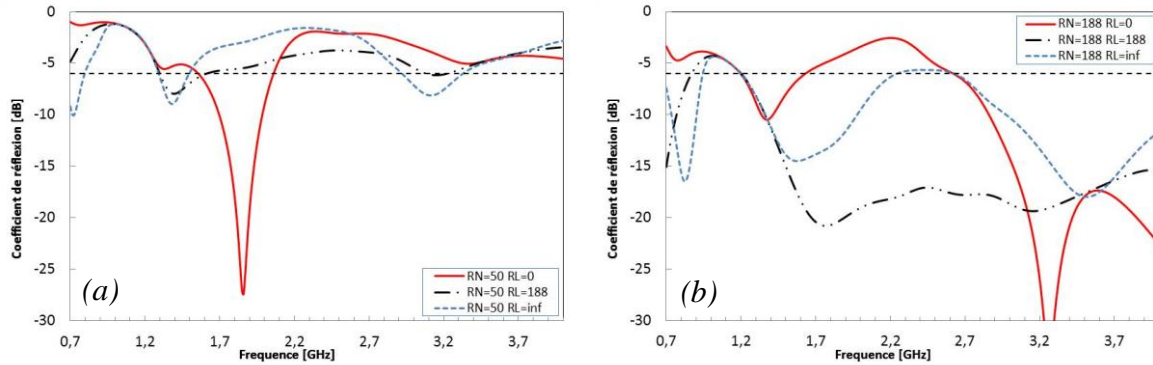 0
-5
-10
-15
-20
-25
-30
Coefficient de réflexion [dB]
(a)
RN=50 RL=0
RN=50 RL=188
RN=50 RL=inf
0,7
1,2
1,7
2,2
2,7
3,2
3,7
Frequence [GHz]
0
-5
-10
-15
-20
-25
-30
Coefficient de réflexion [dB]
RN=188 RL=0
RN=188 RL=188
RN=188 RL=inf
(b)
0,7
1,2
1,7
2,2
2,7
3,2
3,7
Frequence [GHz]